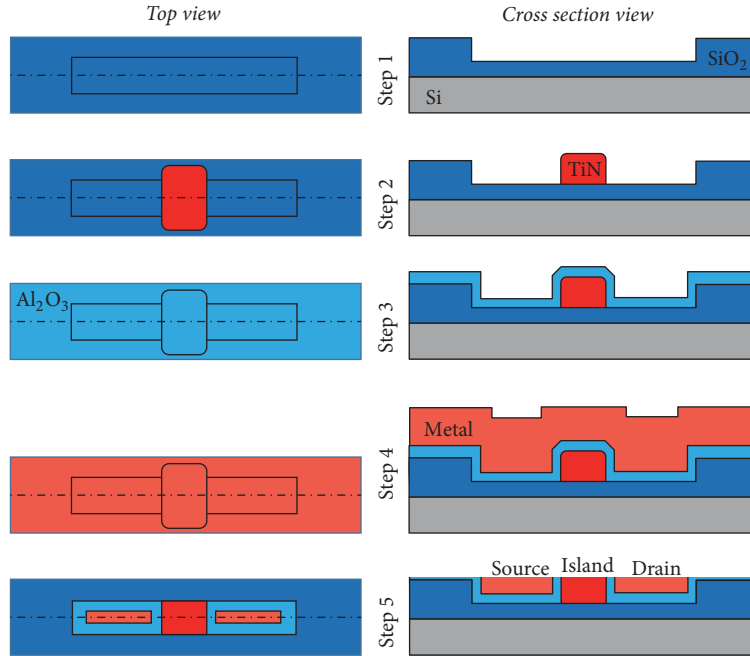 Top view
Cross section view
Step 1
SiO₂
Si
Step 2
TiN
Al₂O₃
Step 3
Step 4
Metal
Step 5
Source
Island
Drain